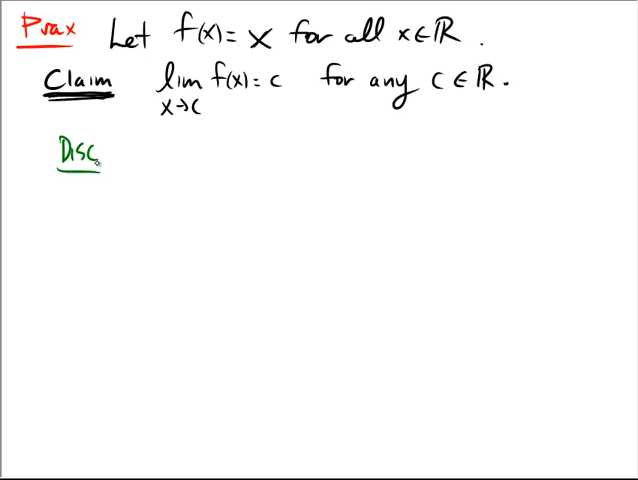 Prax Let f(x) = x for all x ∈ ℝ.
Claim lim f(x) = c for any c ∈ ℝ.
x→c
Disc